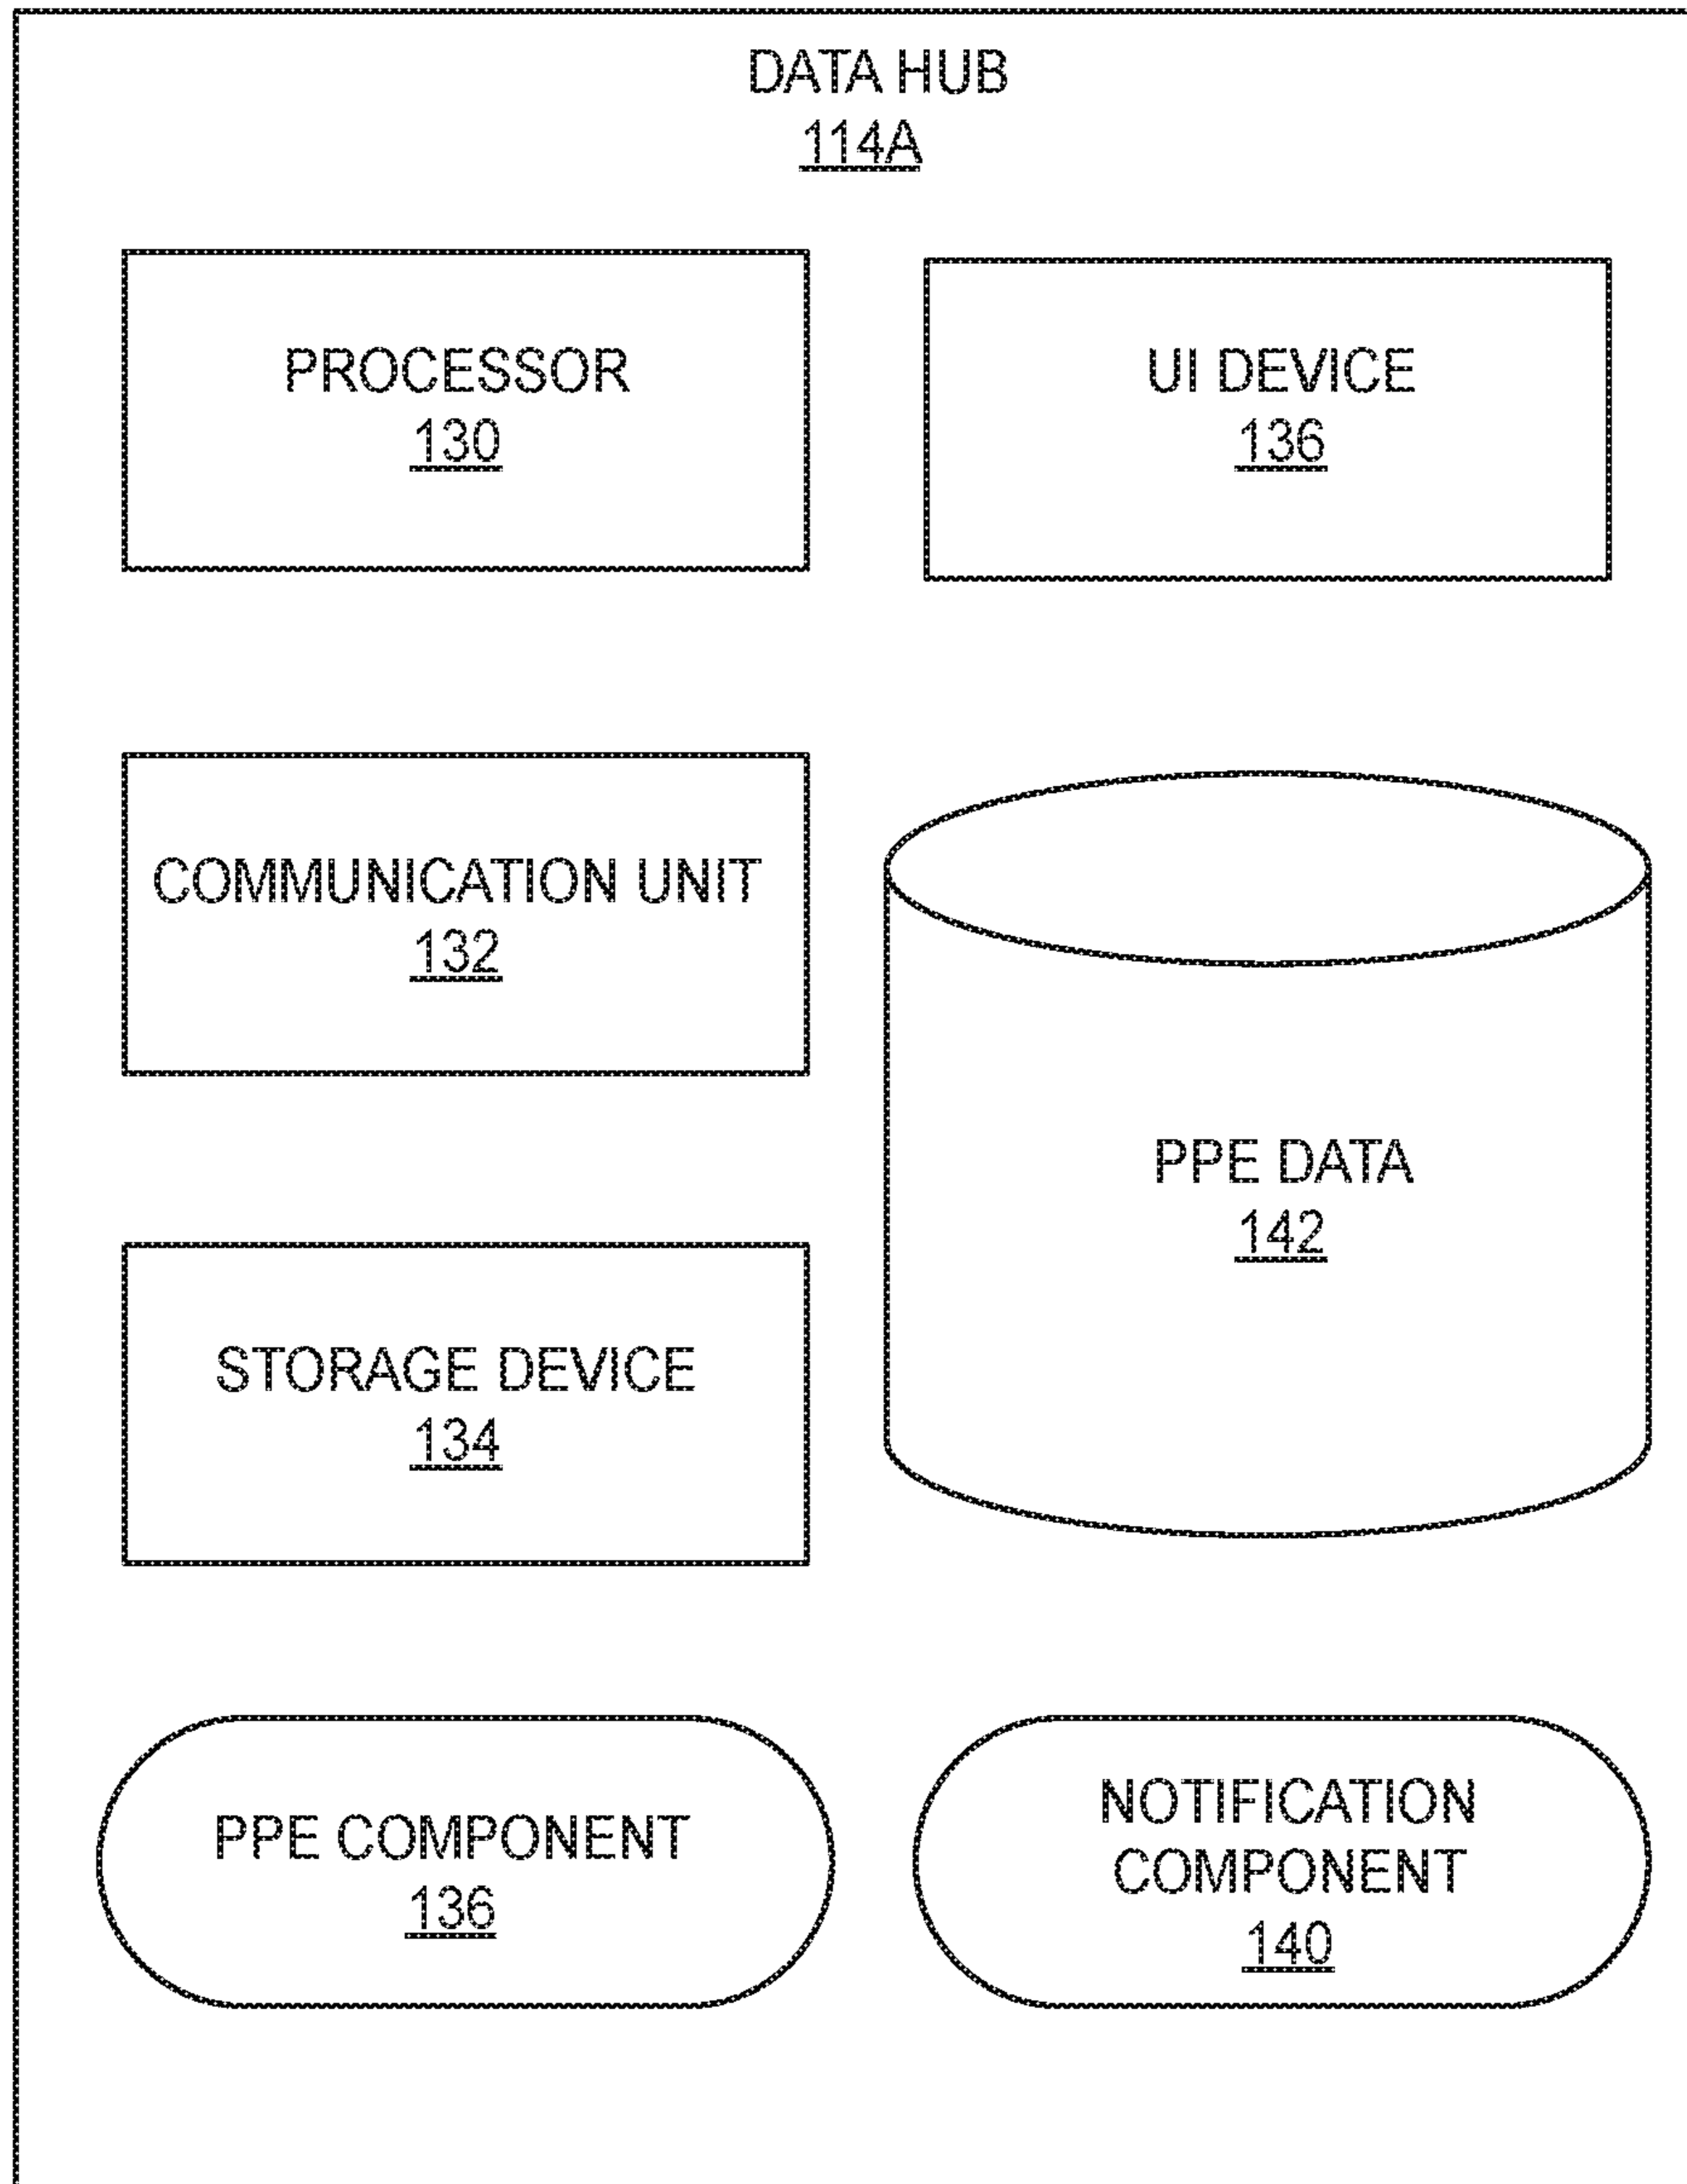 DATA HUB
114A
PROCESSOR
130
UI DEVICE
136
COMMUNICATION UNIT
132
PPE DATA
142
STORAGE DEVICE
134
PPE COMPONENT
136
NOTIFICATION
COMPONENT
140